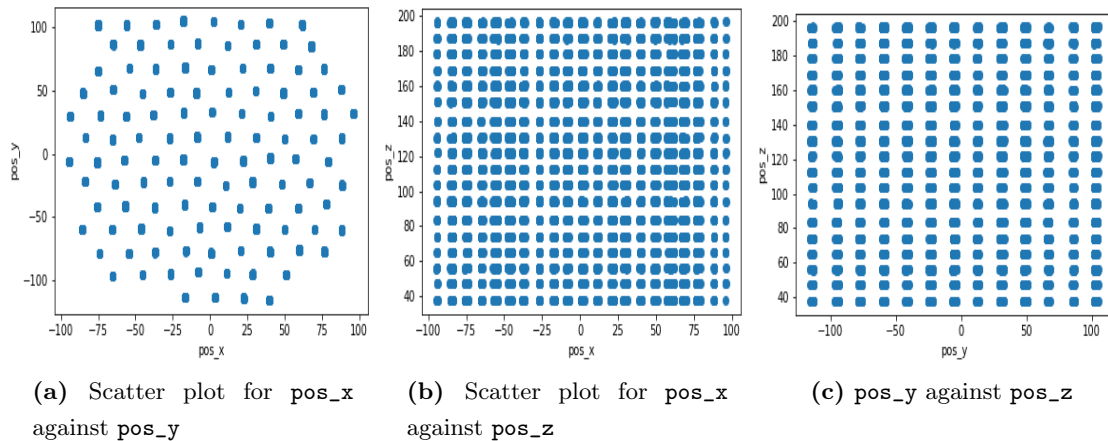 100
50
0
−50
−100
pos_y
−100 −75 −50 −25 0 25 50 75 100
pos_x
200
180
160
140
120
100
80
60
40
pos_z
−100 −75 −50 −25 0 25 50 75 100
pos_x
200
180
160
140
120
100
80
60
40
pos_z
−100 −50 0 50 100
pos_y
(a) Scatter plot for pos_x
against pos_y
(b) Scatter plot for pos_x
against pos_z
(c) pos_y against pos_z